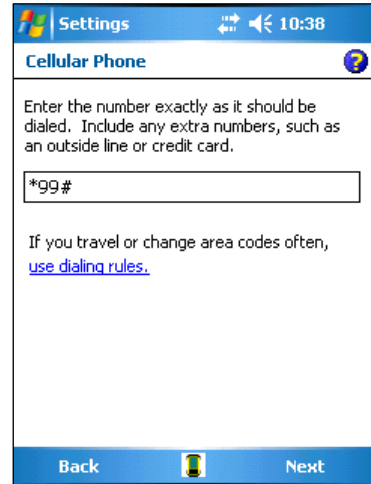 Settings 10:38
Cellular Phone ?
Enter the number exactly as it should be
dialed. Include any extra numbers, such as
an outside line or credit card.
*99#
If you travel or change area codes often,
use dialing rules.
Back Next